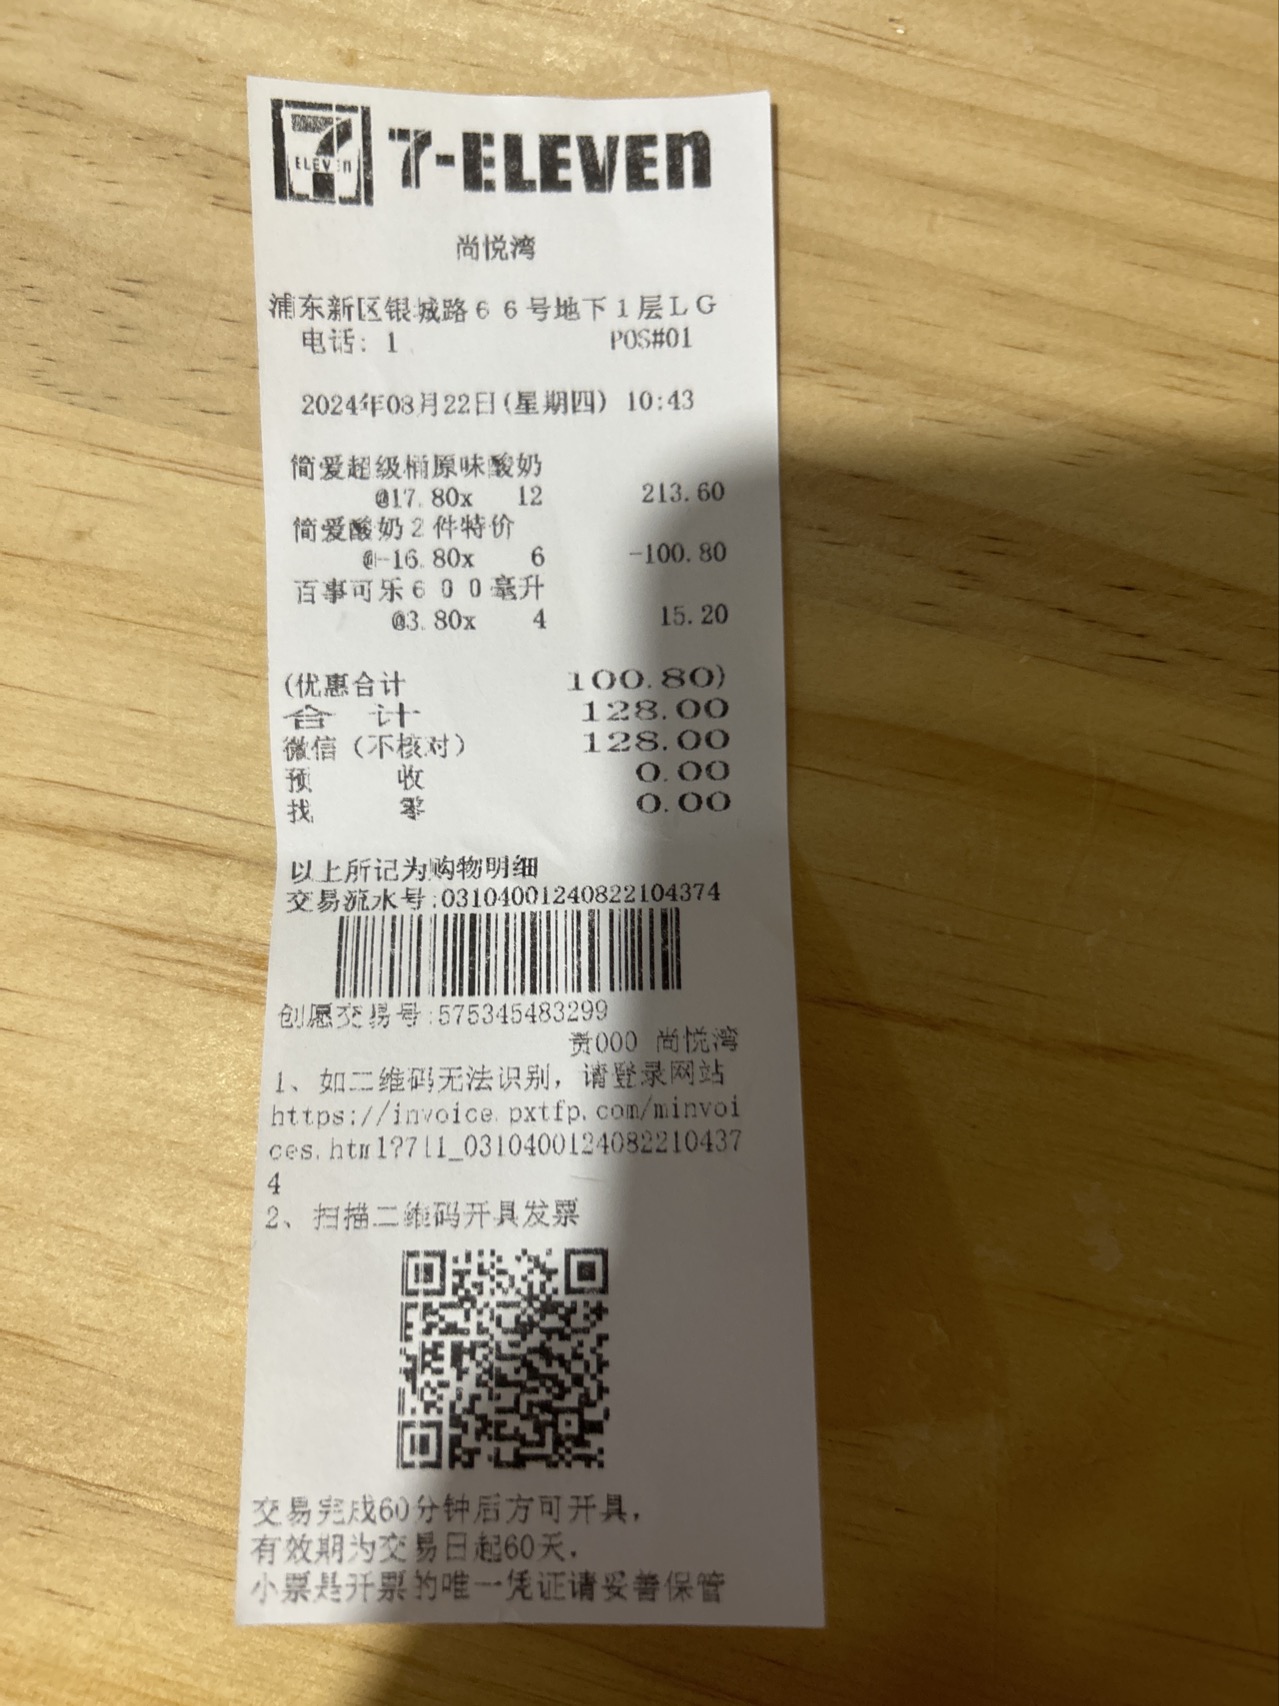 7 ELEVEN 7-ELEVEN
尚悦湾
浦东新区银城路６６号地下１层ＬＧ
电话: 1 POS#01
2024年08月22日(星期四) 10:43
简爱超级桶原味酸奶
@17.80x 12 213.60
简爱酸奶２件特价
@-16.80x 6 -100.80
百事可乐６００毫升
@3.80x 4 15.20
(优惠合计 100.80)
合 计 128.00
微信（不核对） 128.00
预 收 0.00
找 零 0.00
以上所记为购物明细
交易流水号:03104001240822104374
创愿交易号:575345483299
责000 尚悦湾
1、如二维码无法识别，请登录网站
https://invoice.pxtfp.com/minvoi
ces.html?711_0310400124082210437
4
2、扫描二维码开具发票
交易完成60分钟后方可开具，
有效期为交易日起60天．
小票是开票的唯一凭证请妥善保管